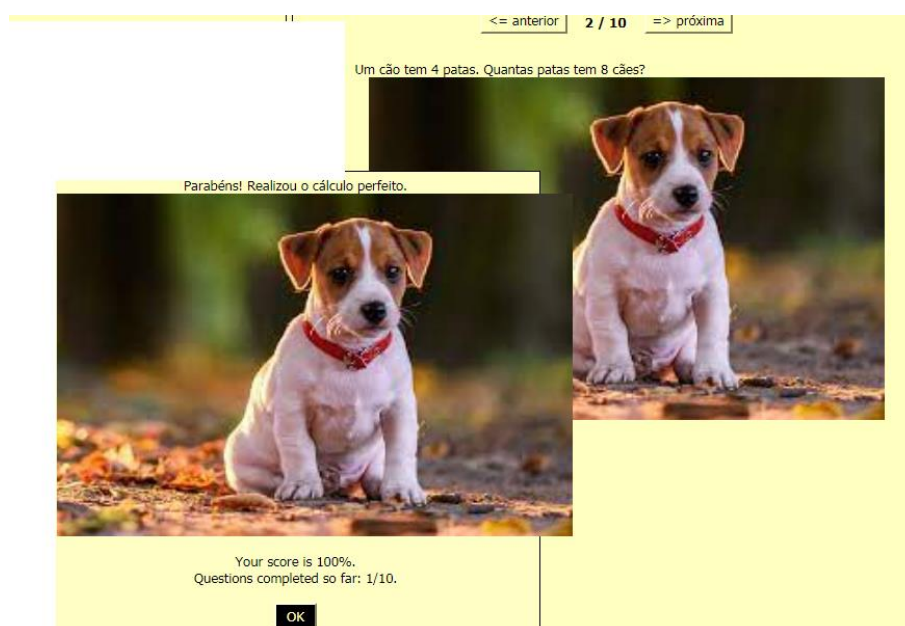 <= anterior 2 / 10 => próxima
Um cão tem 4 patas. Quantas patas tem 8 cães?
Parabéns! Realizou o cálculo perfeito.
Your score is 100%.
Questions completed so far: 1/10.
OK